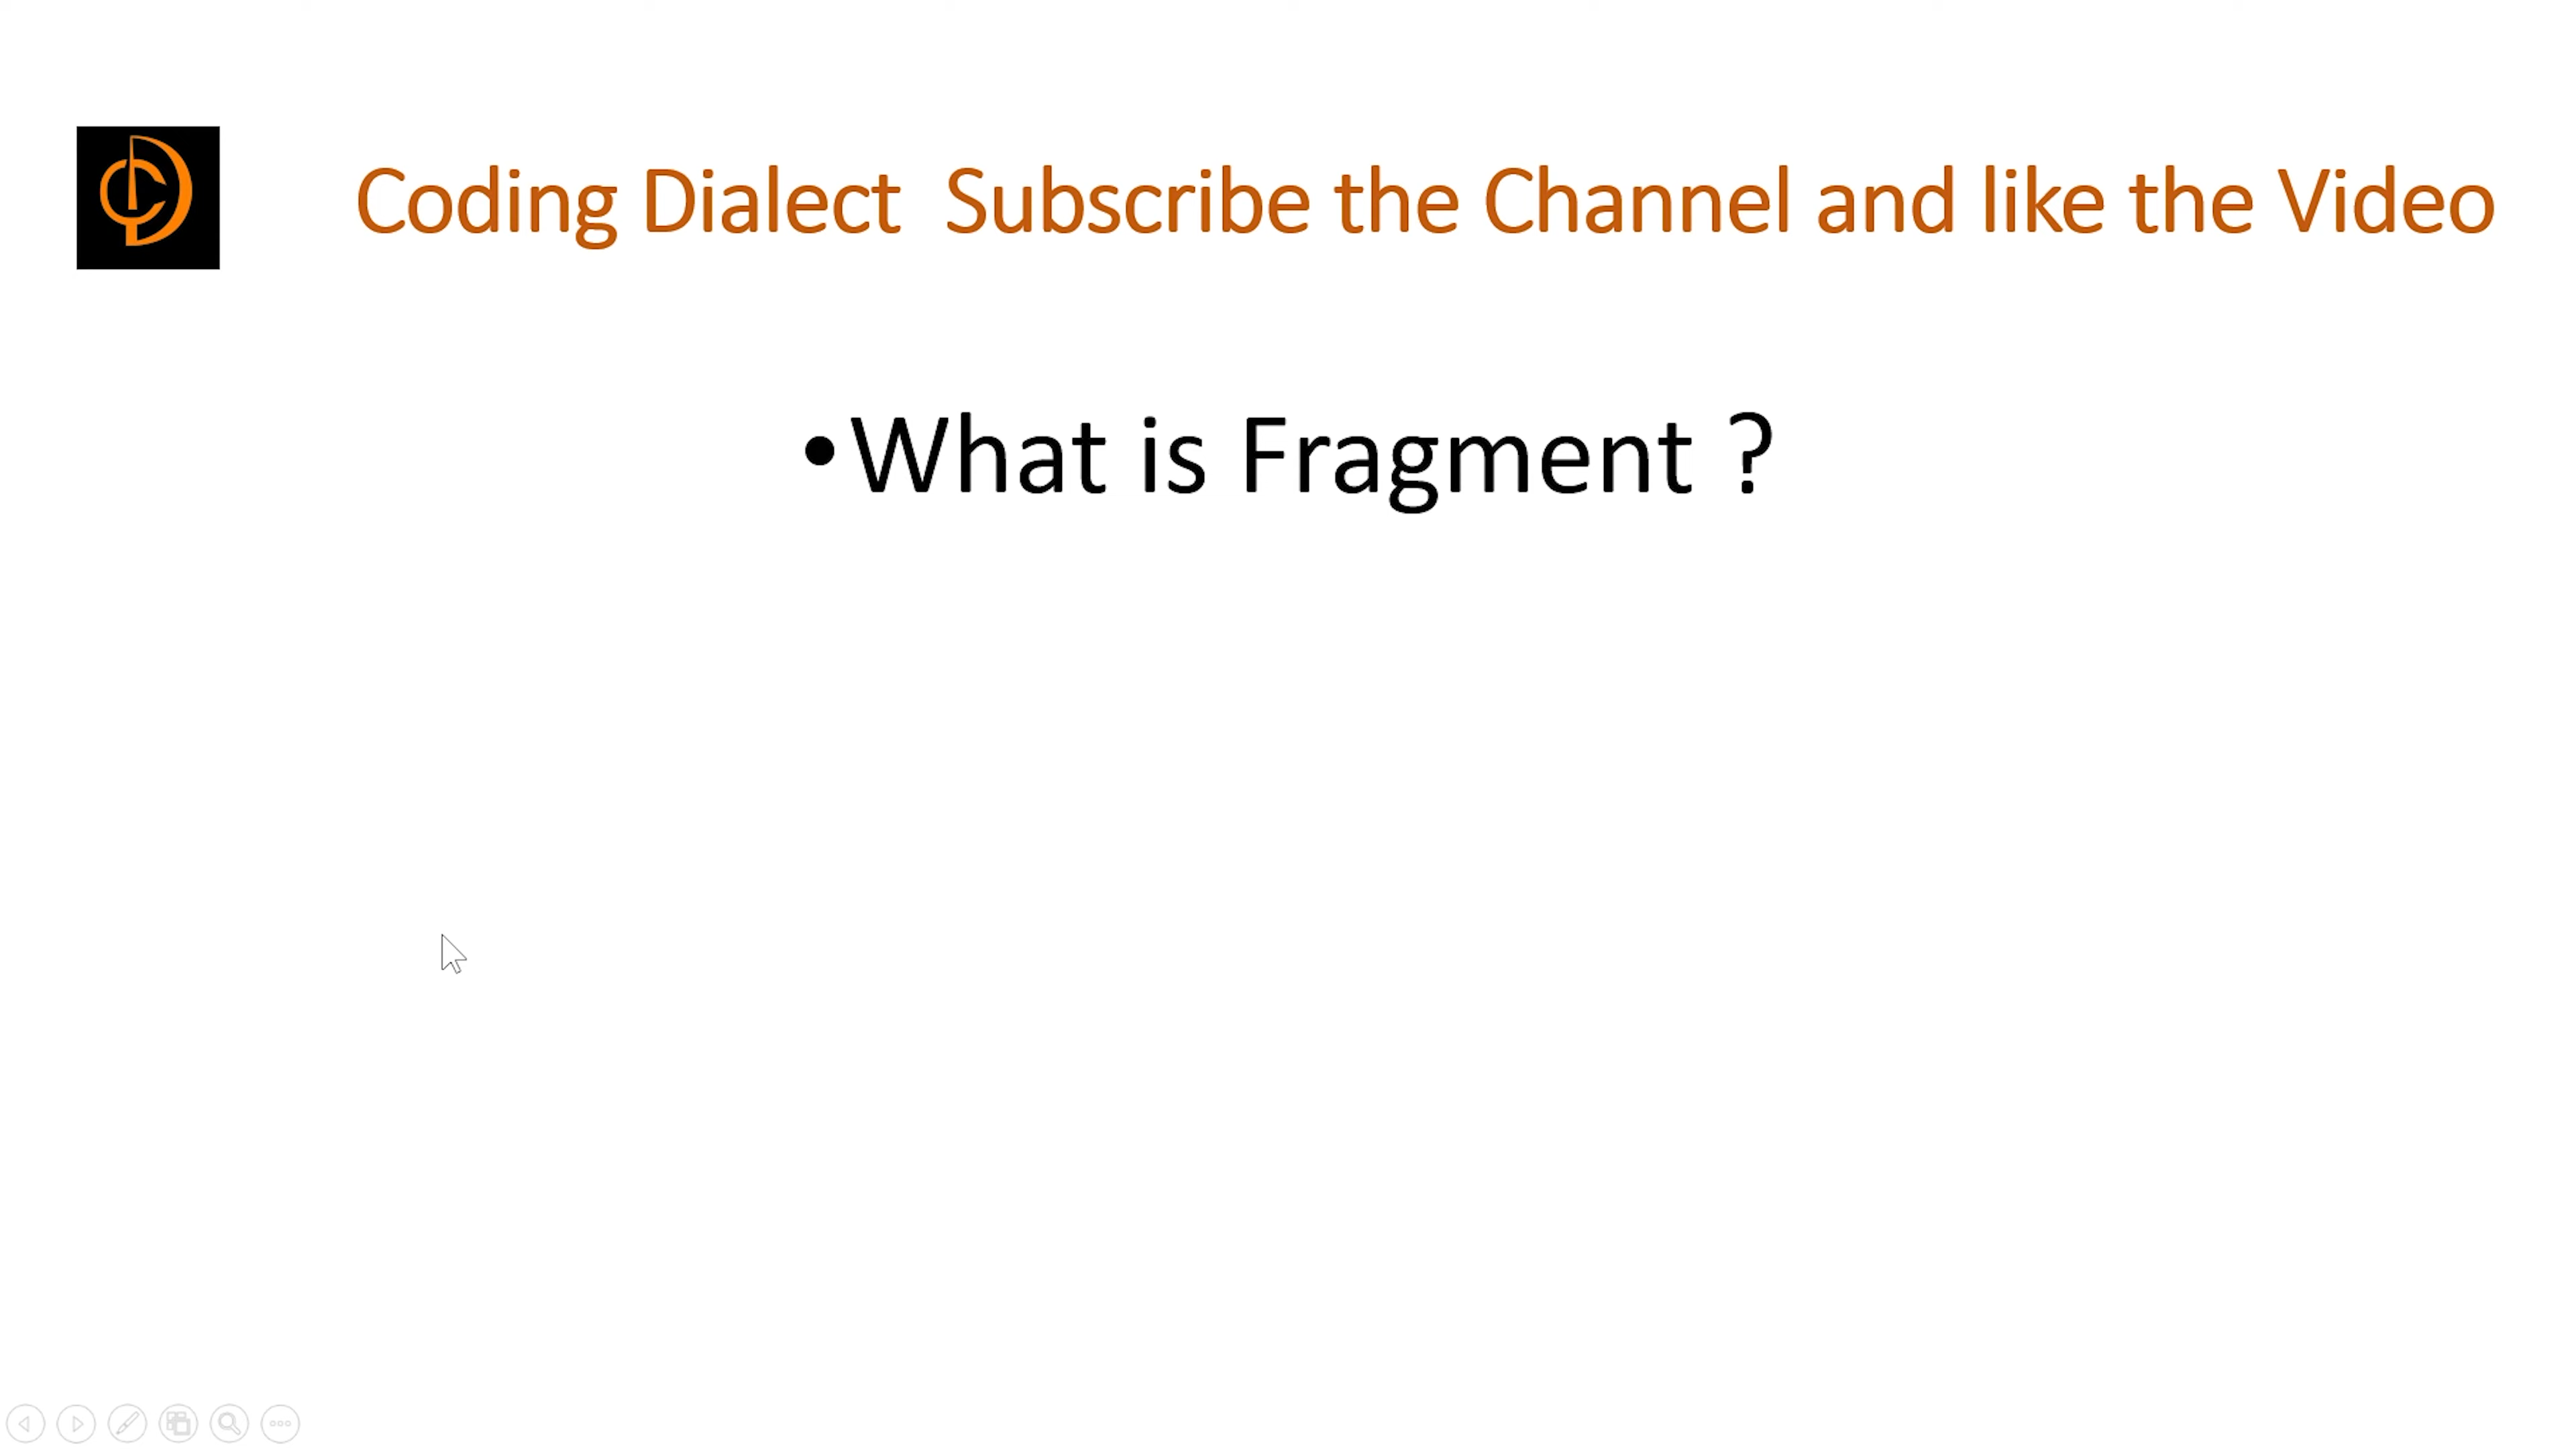 Coding Dialect  Subscribe the Channel and like the Video
•What is Fragment ?